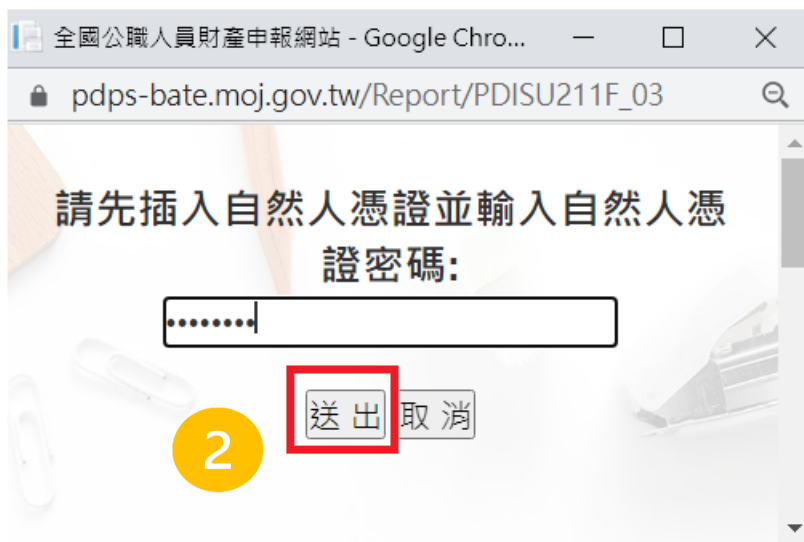 全國公職人員財產申報網站 - Google Chro...
pdps-bate.moj.gov.tw/Report/PDISU211F_03
請先插入自然人憑證並輸入自然人憑
證密碼:
••••••••
送 出 取 消
2